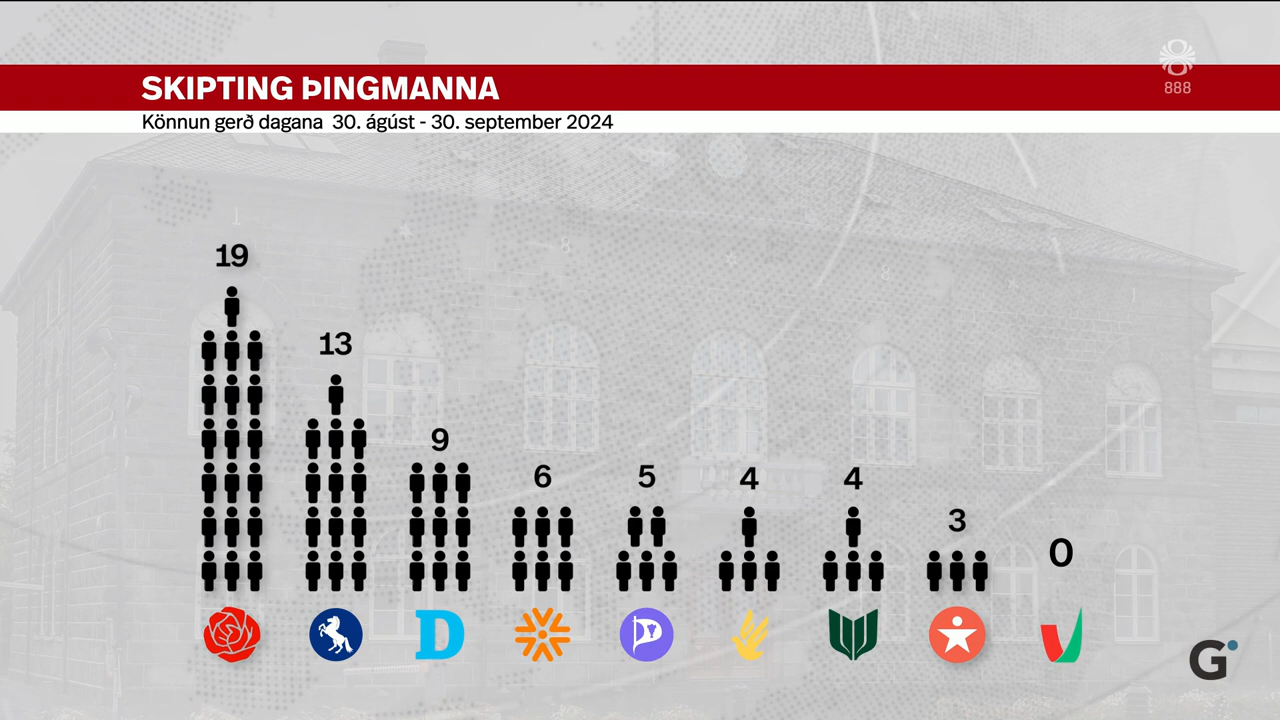 SKIPTING ÞINGMANNA
888
Könnun gerð dagana 30. ágúst - 30. september 2024
19
13
9
6
5
4
4
3
0
D
G